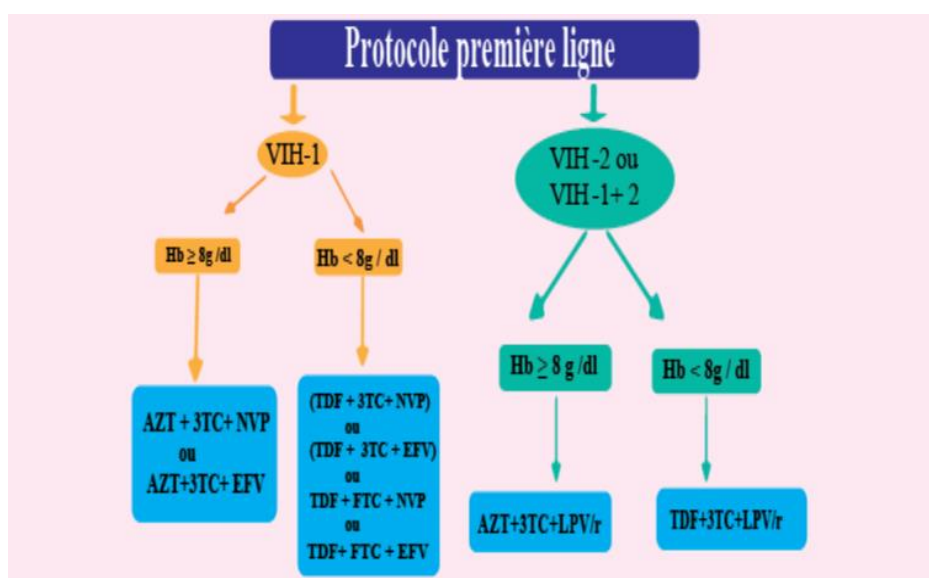 Protocole première ligne
VIH-1
VIH-2 ou
VIH-1+ 2
Hb ≥ 8g /dl
Hb < 8g / dl
Hb ≥ 8 g /dl
Hb < 8g / dl
AZT + 3TC+ NVP
ou
AZT+3TC+ EFV
(TDF + 3TC+ NVP)
ou
(TDF + 3TC + EFV)
ou
TDF + FTC + NVP
ou
TDF+ FTC + EFV
AZT+3TC+LPV/r
TDF+3TC+LPV/r